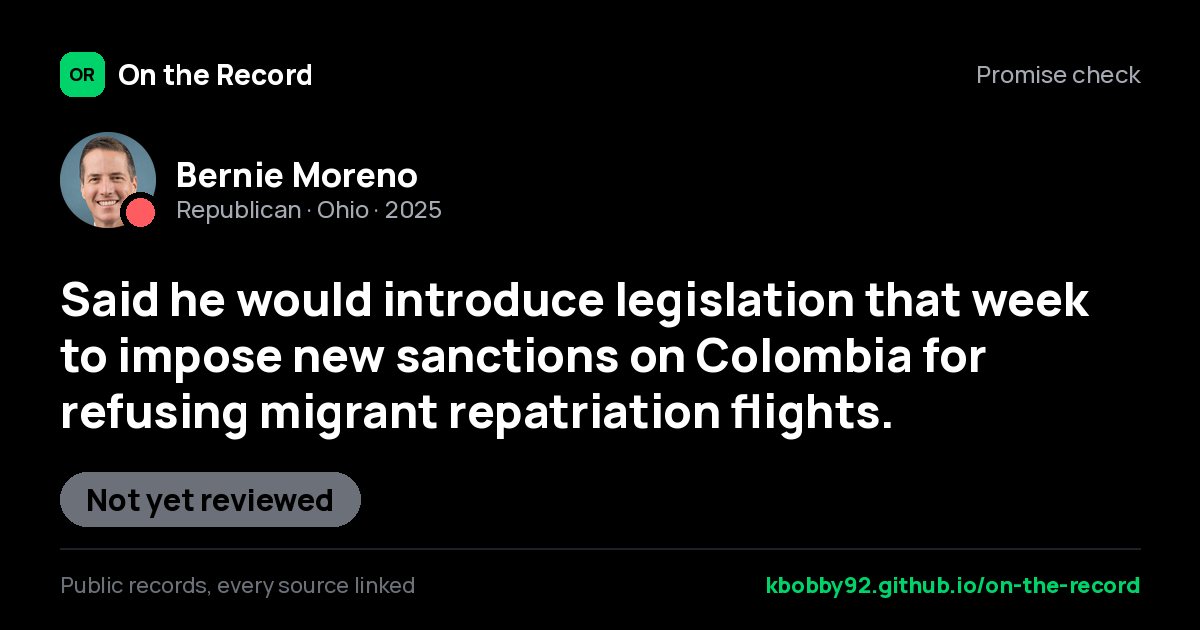 OR On the Record
Promise check
Bernie Moreno
Republican · Ohio · 2025
Said he would introduce legislation that week
to impose new sanctions on Colombia for
refusing migrant repatriation flights.
Not yet reviewed
Public records, every source linked
kbobby92.github.io/on-the-record